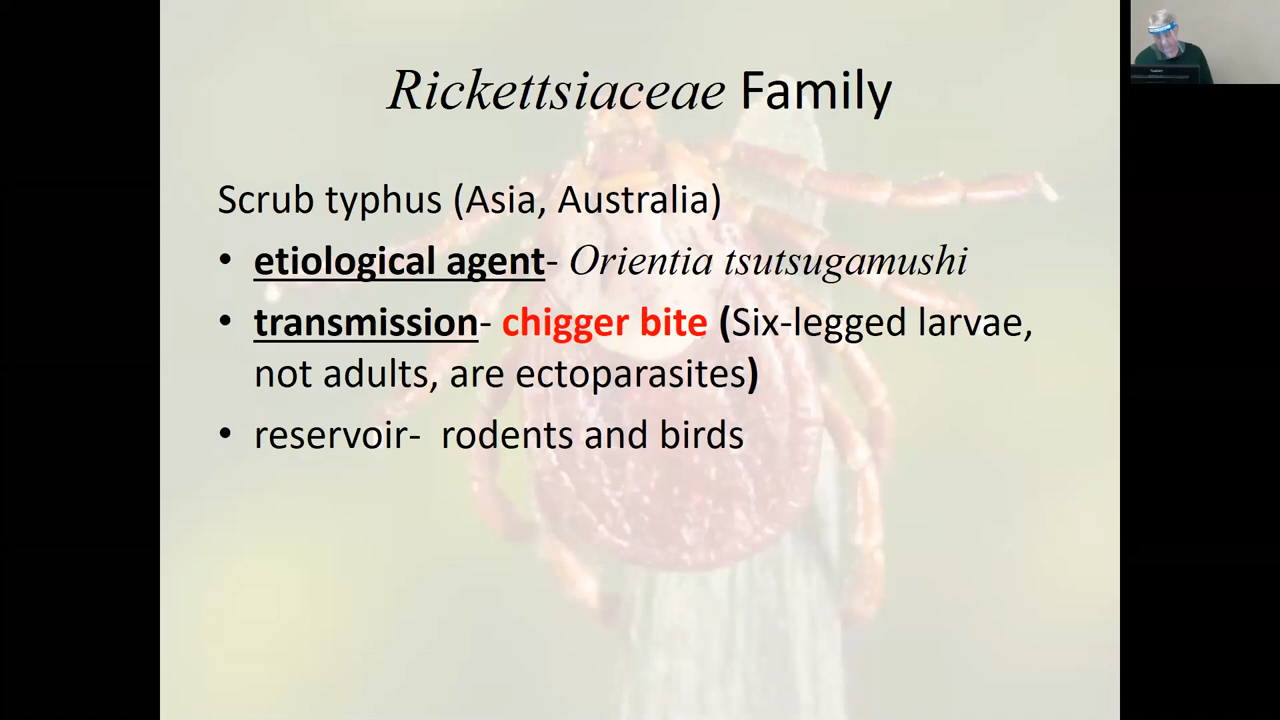 Rickettsiaceae Family
Scrub typhus (Asia, Australia)
• etiological agent- Orientia tsutsugamushi
• transmission- chigger bite (Six-legged larvae,
not adults, are ectoparasites)
• reservoir- rodents and birds